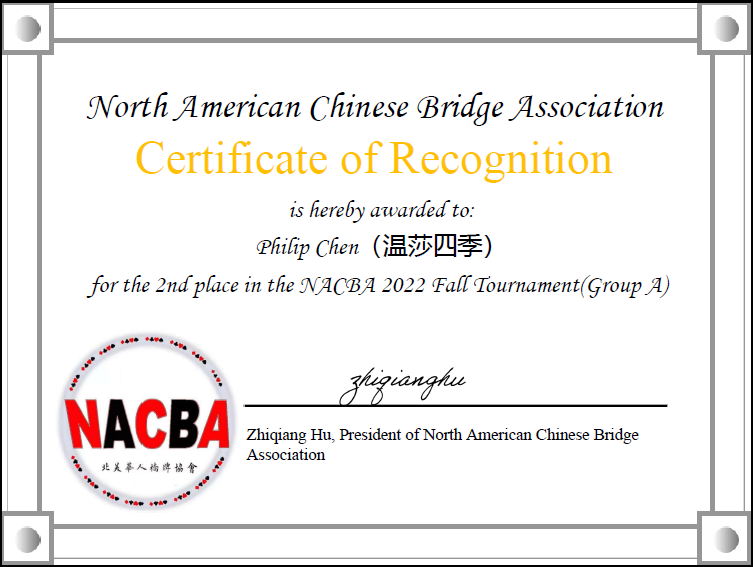 North American Chinese Bridge Association
Certificate of Recognition
is hereby awarded to:
Philip Chen（温莎四季）
for the 2nd place in the NACBA 2022 Fall Tournament(Group A)
zhiqianghu
NACBA
北美華人橋牌協會
Zhiqiang Hu, President of North American Chinese Bridge
Association